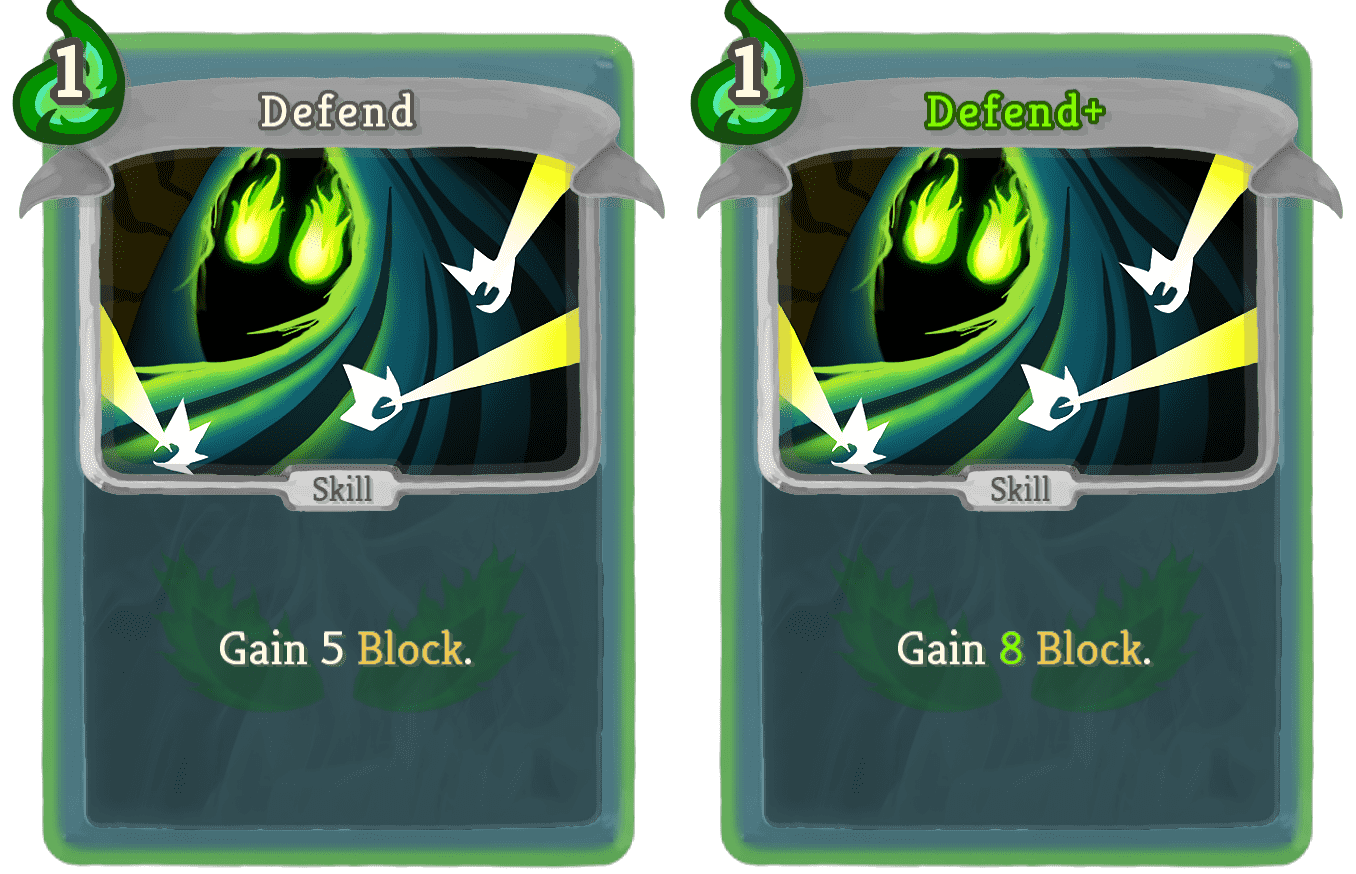 1
Defend
Skill
Gain 5 Block.
1
Defend+
Skill
Gain 8 Block.